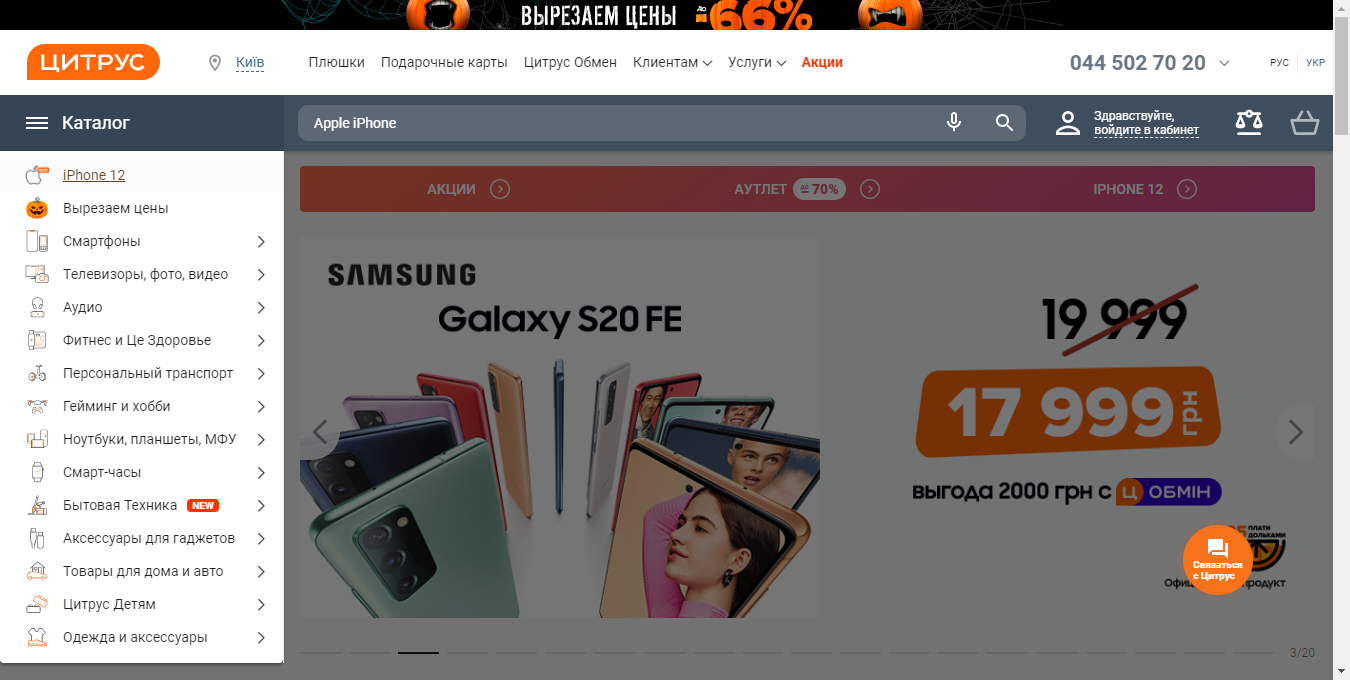 ВЫРЕЗАЕМ ЦЕНЫ ДО -66%
ЦИТРУС
Київ
Плюшки
Подарочные карты
Цитрус Обмен
Клиентам
Услуги
Акции
044 502 70 20
РУС
УКР
Каталог
Apple iPhone
Здравствуйте,
войдите в кабинет
iPhone 12
Вырезаем цены
Смартфоны
Телевизоры, фото, видео
Аудио
Фитнес и Це Здоровье
Персональный транспорт
Гейминг и хобби
Ноутбуки, планшеты, МФУ
Смарт-часы
Бытовая Техника NEW
Аксессуары для гаджетов
Товары для дома и авто
Цитрус Детям
Одежда и аксессуары
АКЦИИ
АУТЛЕТ ДО -70%
IPHONE 12
SAMSUNG
Galaxy S20 FE
19 999
17 999 ГРН
выгода 2000 грн с Ц ОБМІН
ПЛАТИ
ДОЛЬКАМИ
Связаться
с Цитрус
3/20